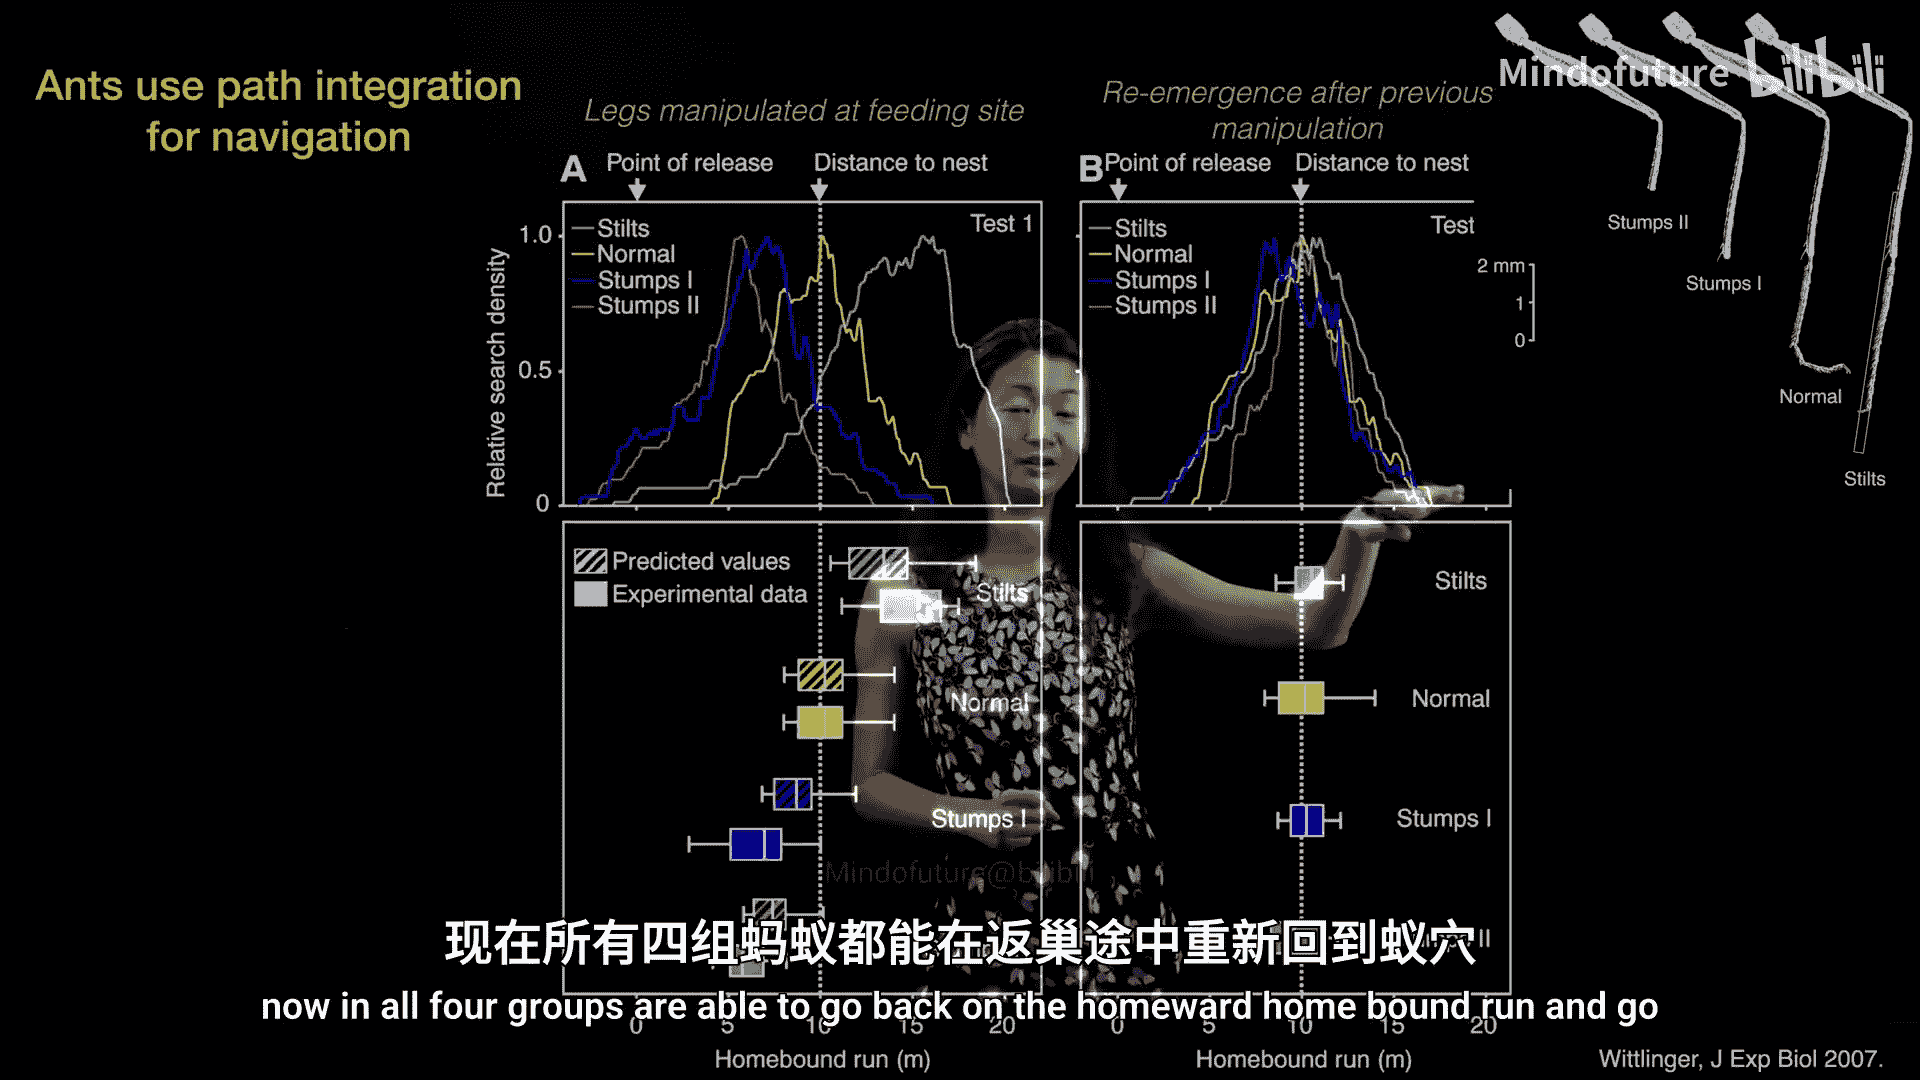 Ants use path integration
for navigation
Mindofuture bilibili
Legs manipulated at feeding site
Re-emergence after previous
manipulation
A
Point of release
Distance to nest
B
Point of release
Distance to nest
Stilts
Normal
Stumps I
Stumps II
Test 1
Stilts
Normal
Stumps I
Stumps II
Test
1.0
0.5
0
Relative search density
2 mm
1
0
Stumps II
Stumps I
Normal
Stilts
Predicted values
Experimental data
Stilts
Normal
Stumps I
Stilts
Normal
Stumps I
II
Mindofuture@bilibili
现在所有四组蚂蚁都能在返巢途中重新回到蚁穴
now in all four groups are able to go back on the homeward home bound run and go
0 5 10 15 20
0 5 10 15 20
Homebound run (m)
Homebound run (m)
Wittlinger, J Exp Biol 2007.